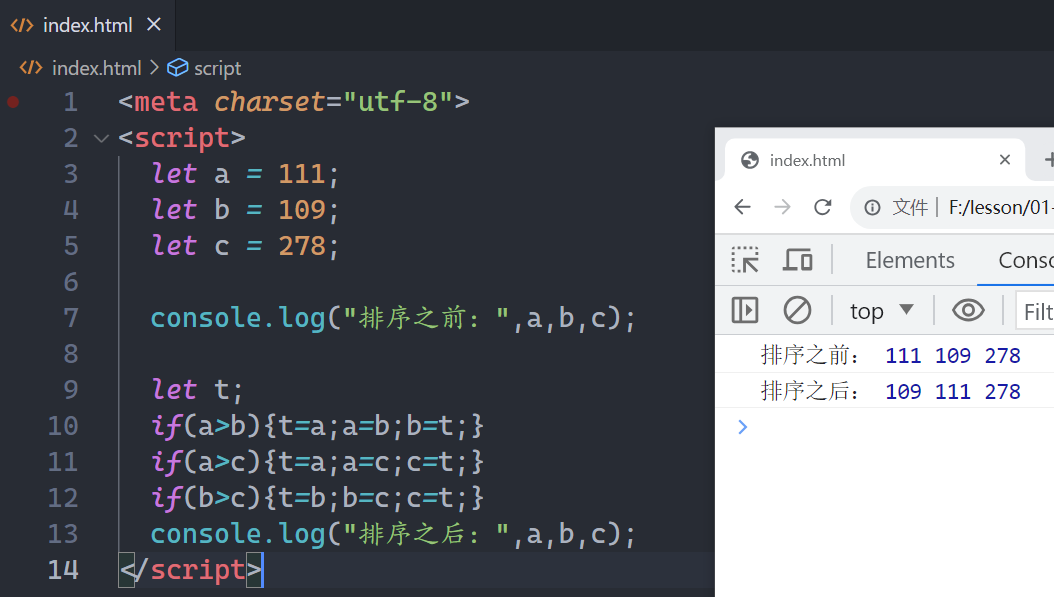 index.html
index.html > script
1 <meta charset="utf-8">
2 <script>
3 let a = 111;
4 let b = 109;
5 let c = 278;
6
7 console.log("排序之前：",a,b,c);
8
9 let t;
10 if(a>b){t=a;a=b;b=t;}
11 if(a>c){t=a;a=c;c=t;}
12 if(b>c){t=b;b=c;c=t;}
13 console.log("排序之后：",a,b,c);
14 </script>
index.html
文件 | F:/lesson/01-
Elements Conso
top Filt
排序之前： 111 109 278
排序之后： 109 111 278